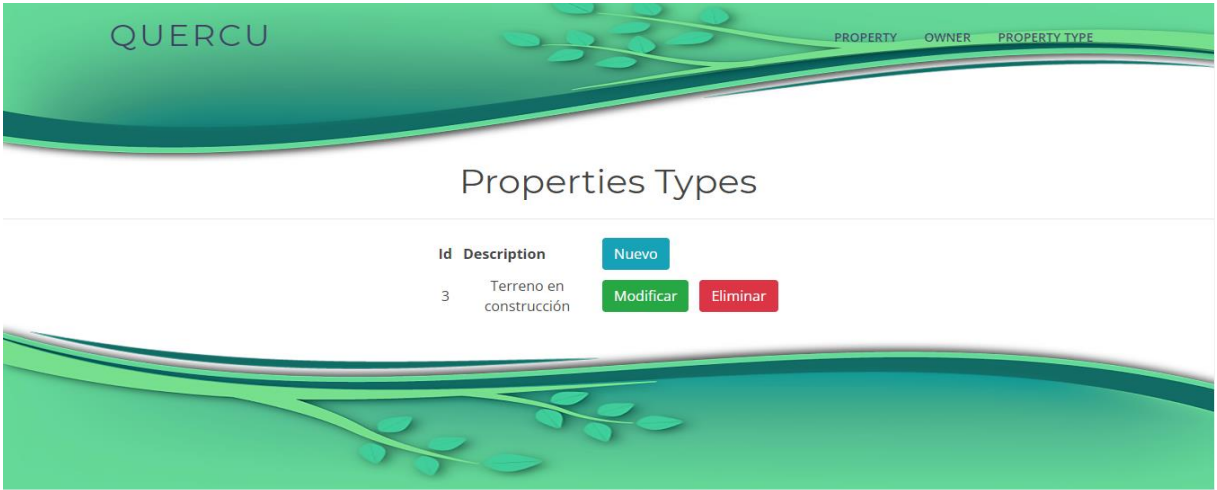 QUERCU
PROPERTY OWNER PROPERTY TYPE
Properties Types
Id Description Nuevo
3 Terreno en construcción Modificar Eliminar